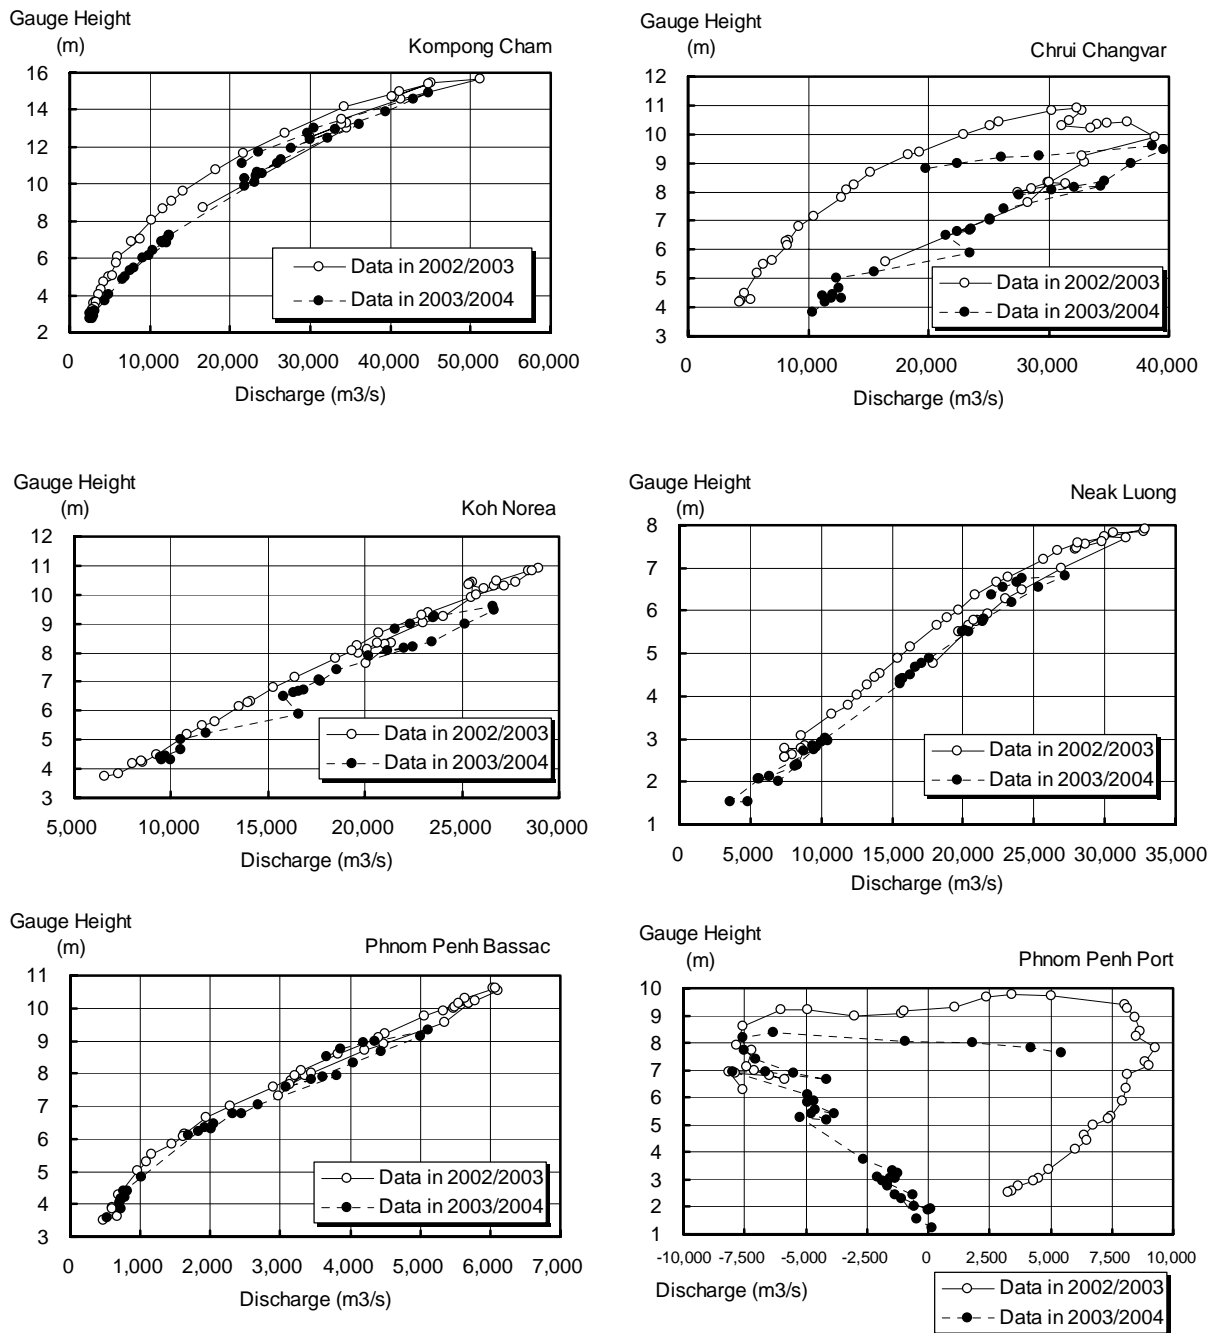 Gauge Height
(m)
Kompong Cham
16
14
12
10
8
6
4
2
Data in 2002/2003
Data in 2003/2004
0 10,000 20,000 30,000 40,000 50,000 60,000
Discharge (m3/s)
Gauge Height
(m)
Chrui Changvar
12
11
10
9
8
7
6
5
4
3
Data in 2002/2003
Data in 2003/2004
0 10,000 20,000 30,000 40,000
Discharge (m3/s)
Gauge Height
(m)
Koh Norea
12
11
10
9
8
7
6
5
4
3
Data in 2002/2003
Data in 2003/2004
5,000 10,000 15,000 20,000 25,000 30,000
Discharge (m3/s)
Gauge Height
(m)
Neak Luong
8
7
6
5
4
3
2
1
Data in 2002/2003
Data in 2003/2004
0 5,000 10,000 15,000 20,000 25,000 30,000 35,000
Discharge (m3/s)
Gauge Height
(m)
Phnom Penh Bassac
11
10
9
8
7
6
5
4
3
Data in 2002/2003
Data in 2003/2004
0 1,000 2,000 3,000 4,000 5,000 6,000 7,000
Discharge (m3/s)
Gauge Height
(m)
Phnom Penh Port
10
9
8
7
6
5
4
3
2
1
-10,000 -7,500 -5,000 -2,500 0 2,500 5,000 7,500 10,000
Discharge (m3/s)
Data in 2002/2003
Data in 2003/2004